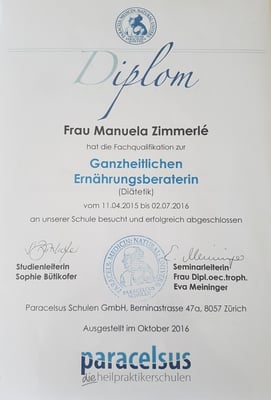 Diplom
Frau Manuela Zimmerlé
hat die Fachqualifikation zur
Ganzheitlichen
Ernährungsberaterin
(Diätetik)
vom 11.04.2015 bis 02.07.2016
an unserer Schule besucht und erfolgreich abgeschlossen
Studienleiterin
Sophie Bütikofer
Seminarleiterin
Frau Dipl.oec.troph.
Eva Meininger
Paracelsus Schulen GmbH, Berninastrasse 47a, 8057 Zürich
Ausgestellt im Oktober 2016
paracelsus
die heilpraktikerschulen